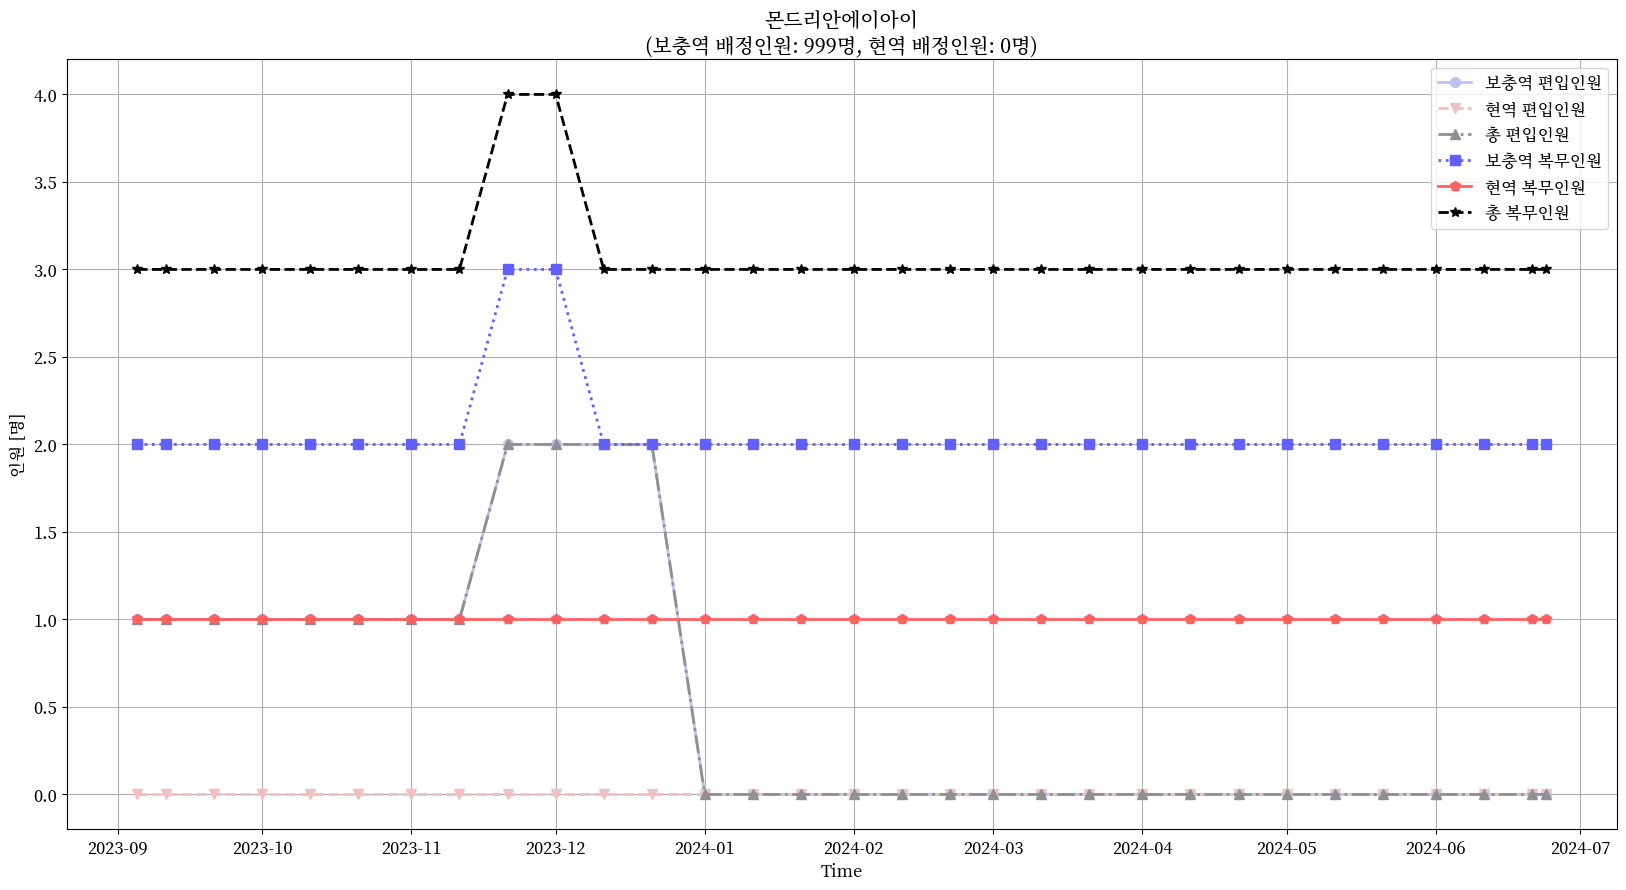 몬드리안에이아이
(보충역 배정인원: 999명, 현역 배정인원: 0명)
보충역 편입인원
현역 편입인원
총 편입인원
보충역 복무인원
현역 복무인원
총 복무인원
4.0
3.5
3.0
2.5
2.0
1.5
1.0
0.5
0.0
인원 [명]
2023-09 2023-10 2023-11 2023-12 2024-01 2024-02 2024-03 2024-04 2024-05 2024-06 2024-07
Time